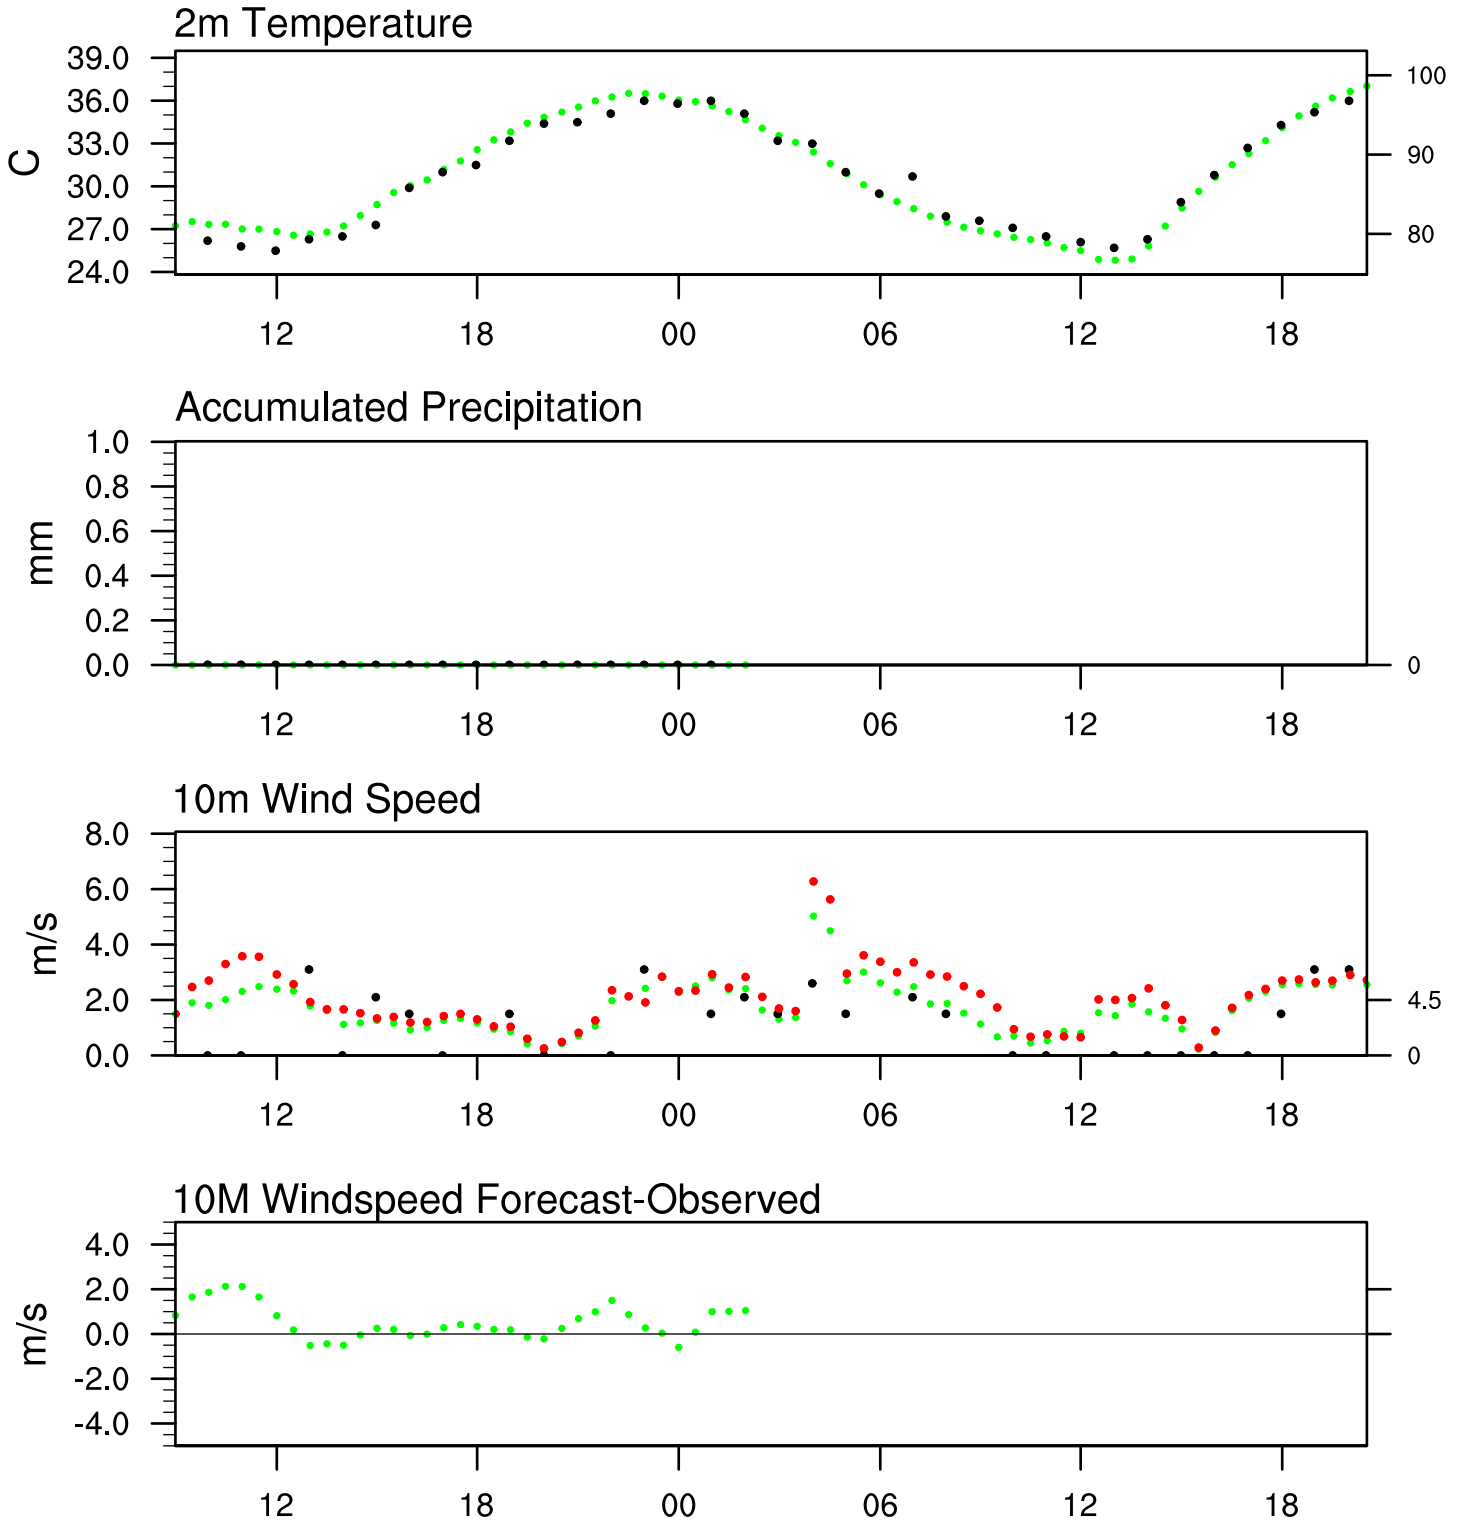 2m Temperature
39.0
36.0
33.0
30.0
27.0
24.0
C
100
90
80
12 18 00 06 12 18
Accumulated Precipitation
1.0
0.8
0.6
0.4
0.2
0.0
mm
0
12 18 00 06 12 18
10m Wind Speed
8.0
6.0
4.0
2.0
0.0
m/s
4.5
0
12 18 00 06 12 18
10M Windspeed Forecast-Observed
4.0
2.0
0.0
-2.0
-4.0
m/s
12 18 00 06 12 18